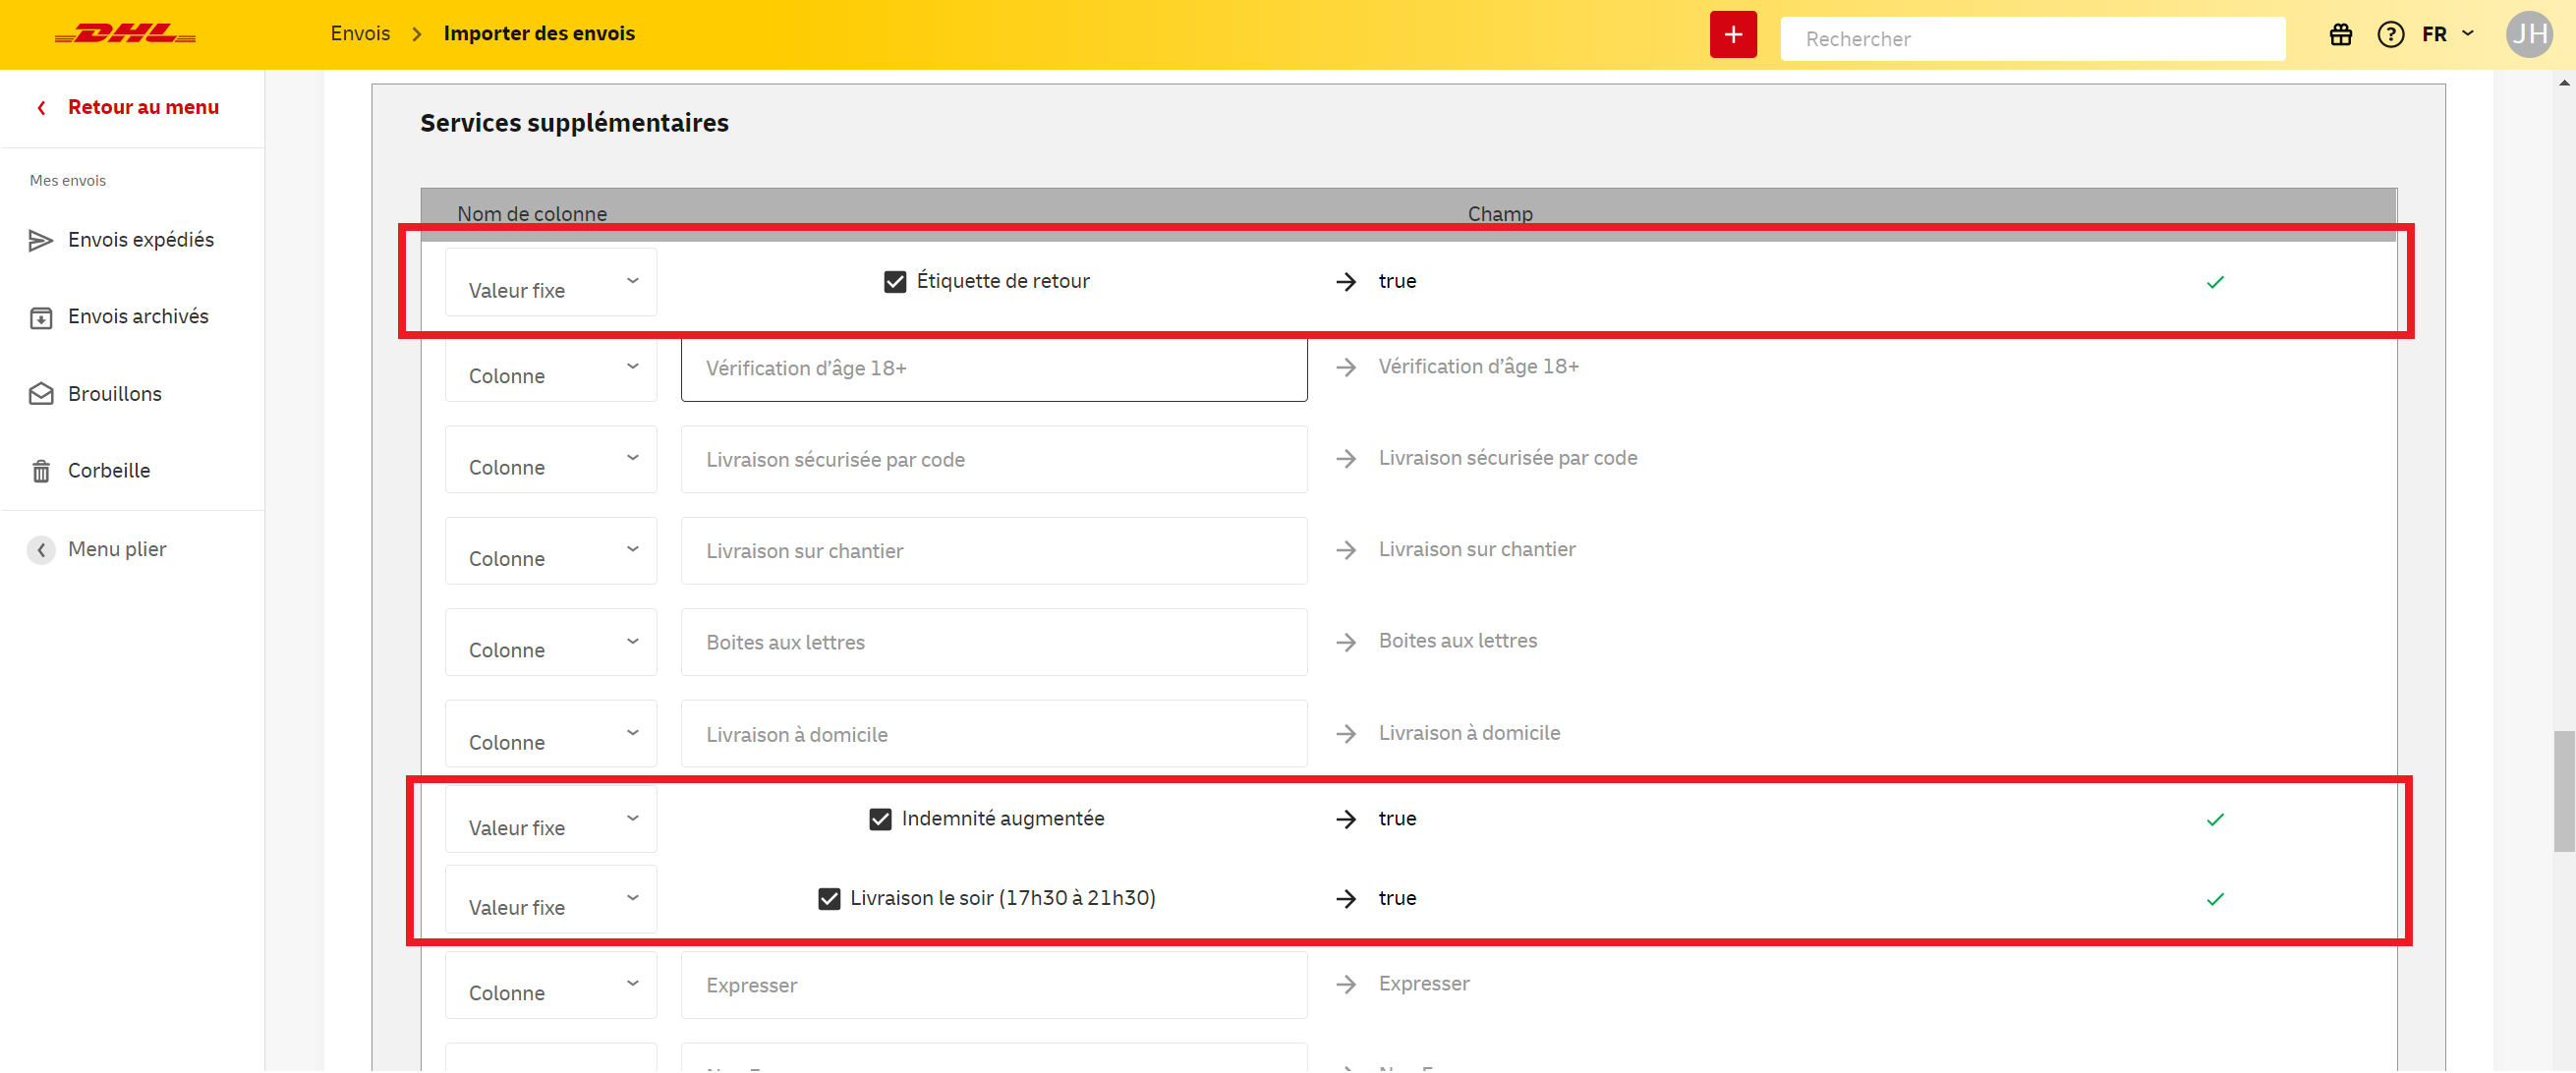 DHL
Envois > Importer des envois
+
Rechercher
?
FR
JH
Retour au menu
Mes envois
Envois expédiés
Envois archivés
Brouillons
Corbeille
Menu plier
Services supplémentaires
Nom de colonne Champ
Valeur fixe Étiquette de retour → true
Colonne Vérification d’âge 18+ → Vérification d’âge 18+
Colonne Livraison sécurisée par code → Livraison sécurisée par code
Colonne Livraison sur chantier → Livraison sur chantier
Colonne Boites aux lettres → Boites aux lettres
Colonne Livraison à domicile → Livraison à domicile
Valeur fixe Indemnité augmentée → true
Valeur fixe Livraison le soir (17h30 à 21h30) → true
Colonne Expresser → Expresser